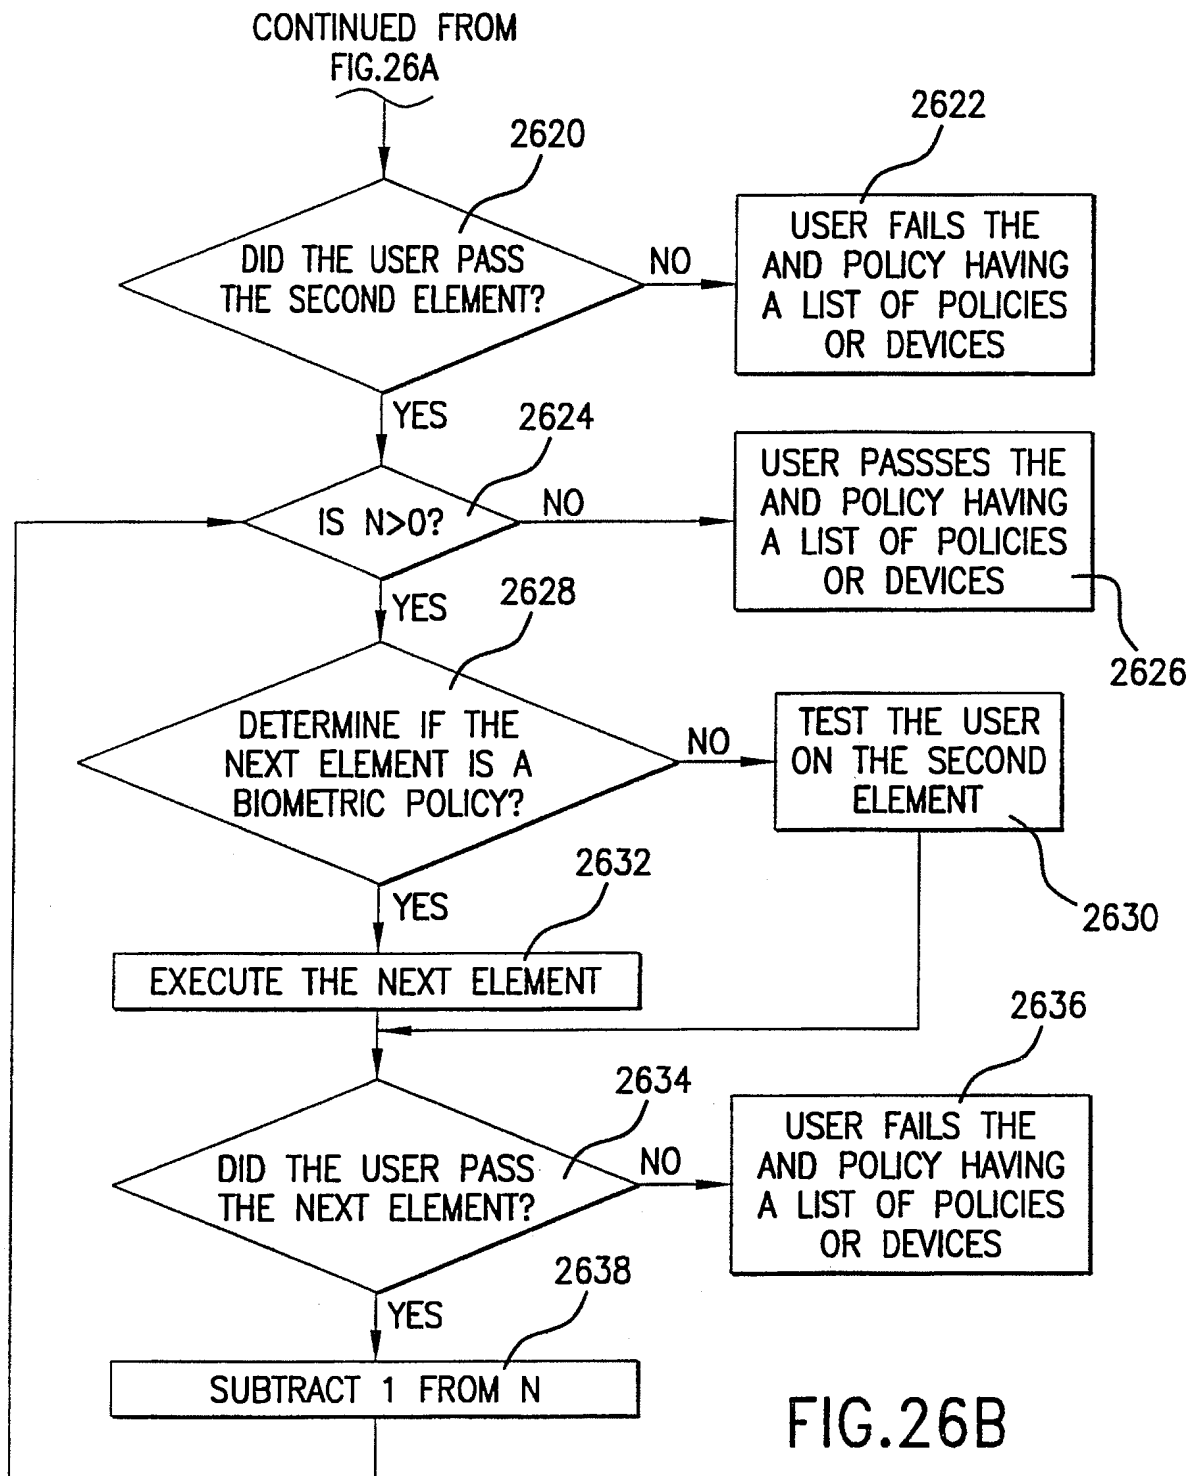 CONTINUED FROM
FIG.26A
2620
DID THE USER PASS
THE SECOND ELEMENT?
NO
2622
USER FAILS THE
AND POLICY HAVING
A LIST OF POLICIES
OR DEVICES
YES
2624
IS N>0?
NO
USER PASSSES THE
AND POLICY HAVING
A LIST OF POLICIES
OR DEVICES
2626
YES
2628
DETERMINE IF THE
NEXT ELEMENT IS A
BIOMETRIC POLICY?
NO
TEST THE USER
ON THE SECOND
ELEMENT
2630
YES
2632
EXECUTE THE NEXT ELEMENT
2634
DID THE USER PASS
THE NEXT ELEMENT?
NO
2636
USER FAILS THE
AND POLICY HAVING
A LIST OF POLICIES
OR DEVICES
YES
2638
SUBTRACT 1 FROM N
FIG.26B